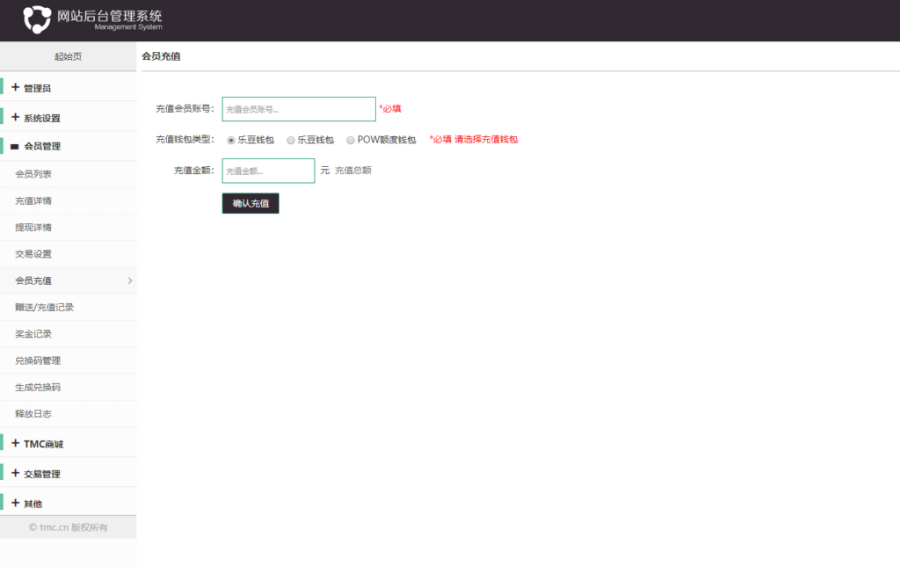 网站后台管理系统
Management System
起始页
管理员
系统设置
会员管理
会员列表
充值详情
提现详情
交易设置
会员充值
赠送/充值记录
奖金记录
兑换码管理
生成兑换码
释放日志
TMC商城
交易管理
其他
© tmc.cn 版权所有
会员充值
充值会员账号: 充值会员账号... *必填
充值钱包类型: 乐豆钱包 乐豆钱包 POW额度钱包 *必填 请选择充值钱包
充值金额: 充值金额... 元 充值总额
确认充值